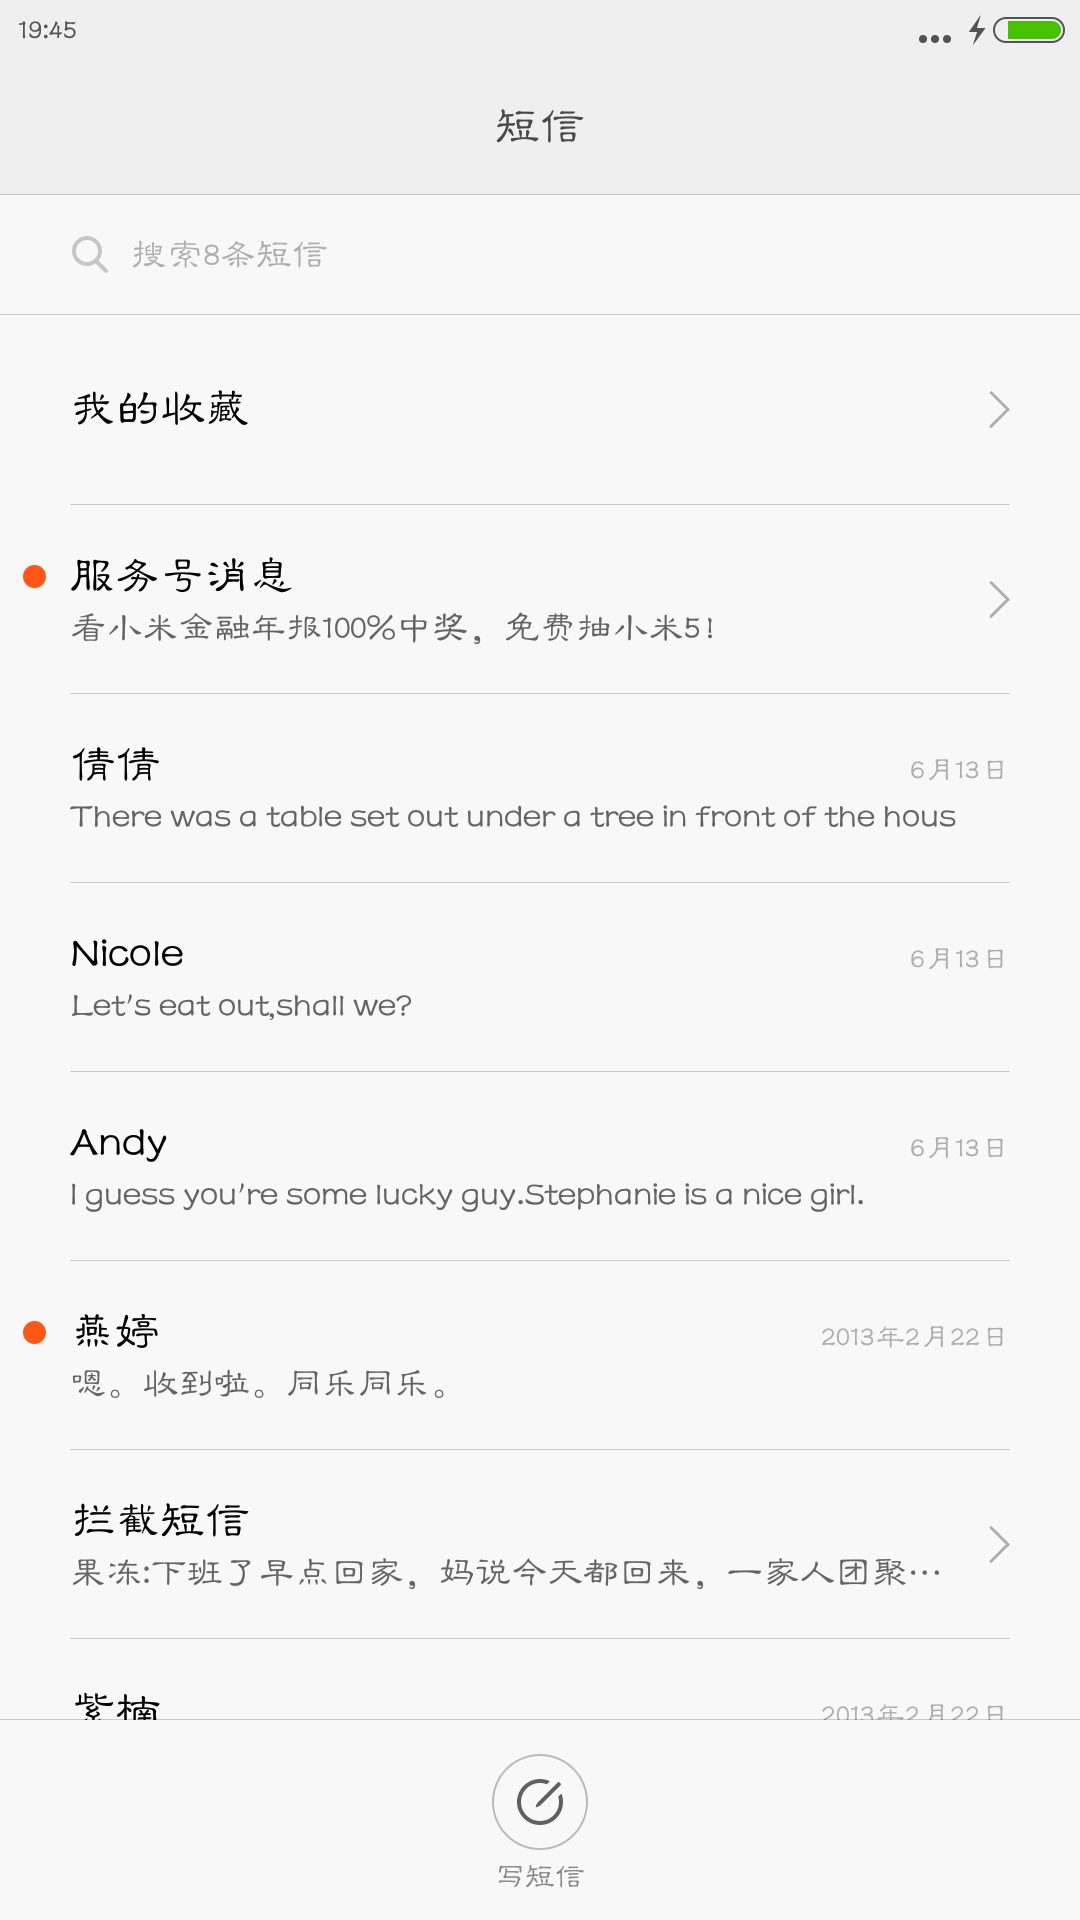 19:45
短信
搜索8条短信
我的收藏
服务号消息
看小米金融年报100%中奖，免费抽小米5！
倩倩
6月13日
There was a table set out under a tree in front of the hous
Nicole
6月13日
Let's eat out,shall we?
Andy
6月13日
I guess you're some lucky guy.Stephanie is a nice girl.
燕婷
2013年2月22日
嗯。收到啦。同乐同乐。
拦截短信
果冻:下班了早点回家，妈说今天都回来，一家人团聚…
紫楠
2013年2月22日
写短信